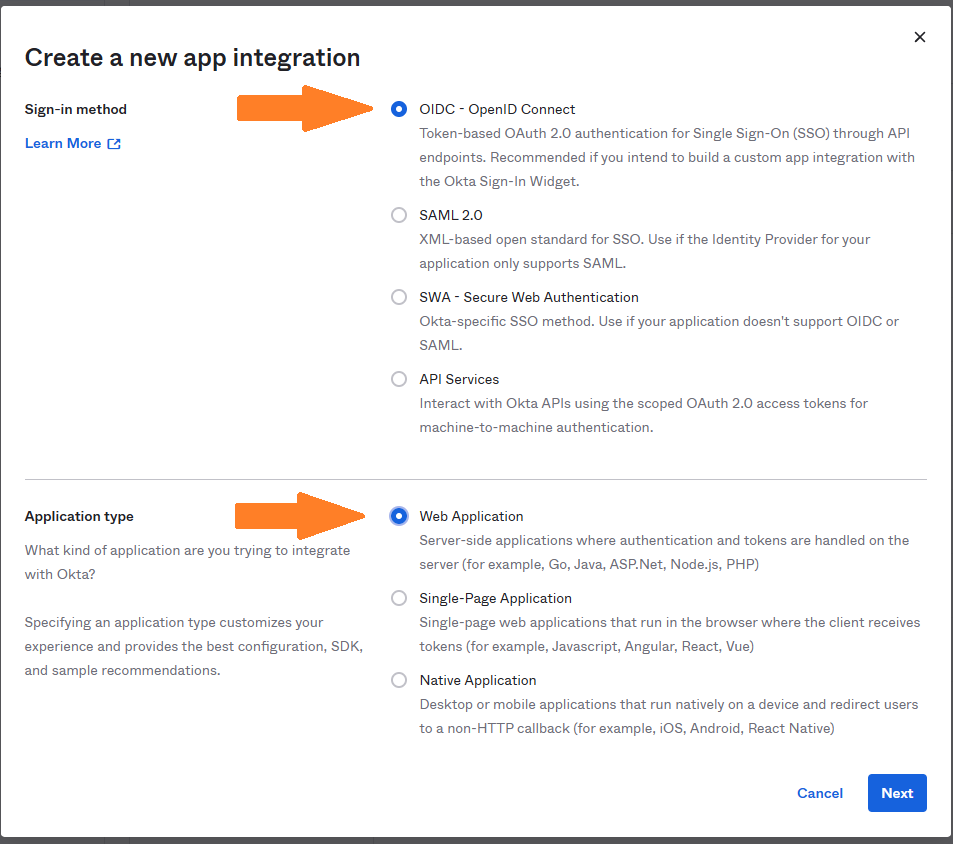 Create a new app integration
Sign-in method
Learn More
OIDC - OpenID Connect
Token-based OAuth 2.0 authentication for Single Sign-On (SSO) through API
endpoints. Recommended if you intend to build a custom app integration with
the Okta Sign-In Widget.
SAML 2.0
XML-based open standard for SSO. Use if the Identity Provider for your
application only supports SAML.
SWA - Secure Web Authentication
Okta-specific SSO method. Use if your application doesn't support OIDC or
SAML.
API Services
Interact with Okta APIs using the scoped OAuth 2.0 access tokens for
machine-to-machine authentication.
Application type
What kind of application are you trying to integrate
with Okta?
Specifying an application type customizes your
experience and provides the best configuration, SDK,
and sample recommendations.
Web Application
Server-side applications where authentication and tokens are handled on the
server (for example, Go, Java, ASP.Net, Node.js, PHP)
Single-Page Application
Single-page web applications that run in the browser where the client receives
tokens (for example, Javascript, Angular, React, Vue)
Native Application
Desktop or mobile applications that run natively on a device and redirect users
to a non-HTTP callback (for example, iOS, Android, React Native)
Cancel
Next